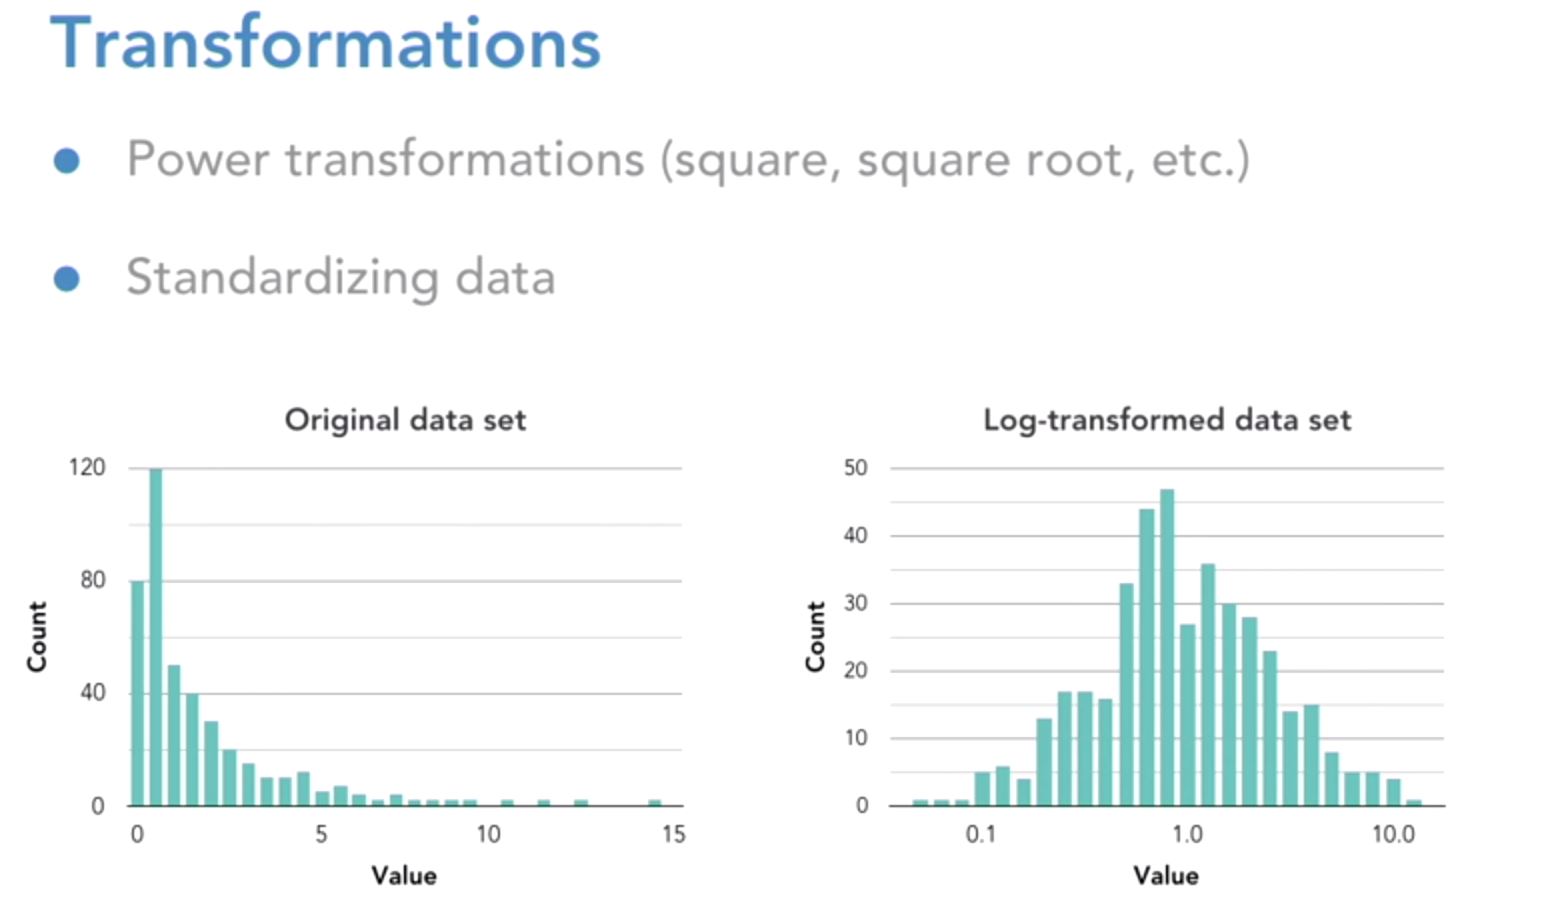 Transformations
Power transformations (square, square root, etc.)
Standardizing data
Original data set
120
80
40
0
Count
0 5 10 15
Value
Log-transformed data set
50
40
30
20
10
0
Count
0.1 1.0 10.0
Value